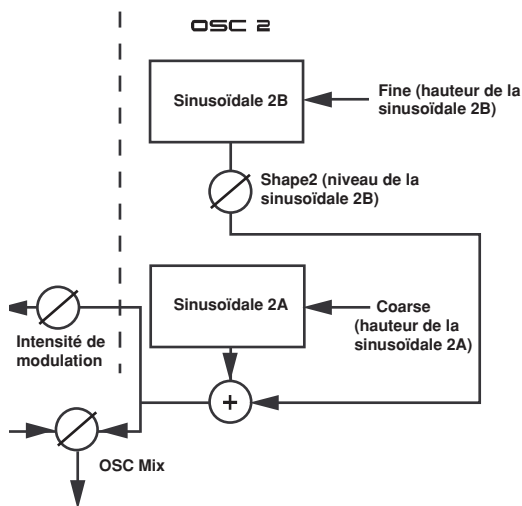 OSC 2
Sinusoïdale 2B
Fine (hauteur de la
sinusoïdale 2B)
Shape2 (niveau de la
sinusoïdale 2B)
Sinusoïdale 2A
Coarse
(hauteur de la
sinusoïdale 2A)
Intensité de
modulation
+
OSC Mix